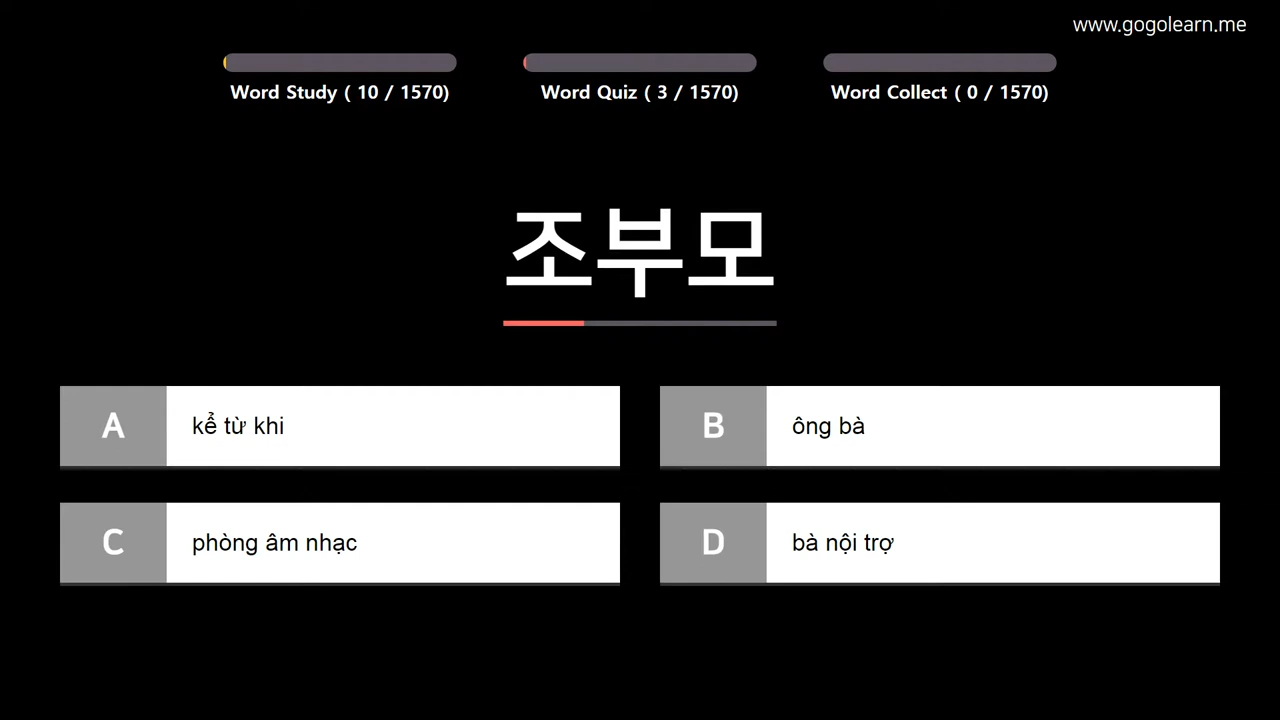 www.gogolearn.me
Word Study ( 10 / 1570)
Word Quiz ( 3 / 1570)
Word Collect ( 0 / 1570)
조부모
A kể từ khi
B ông bà
C phòng âm nhạc
D bà nội trợ